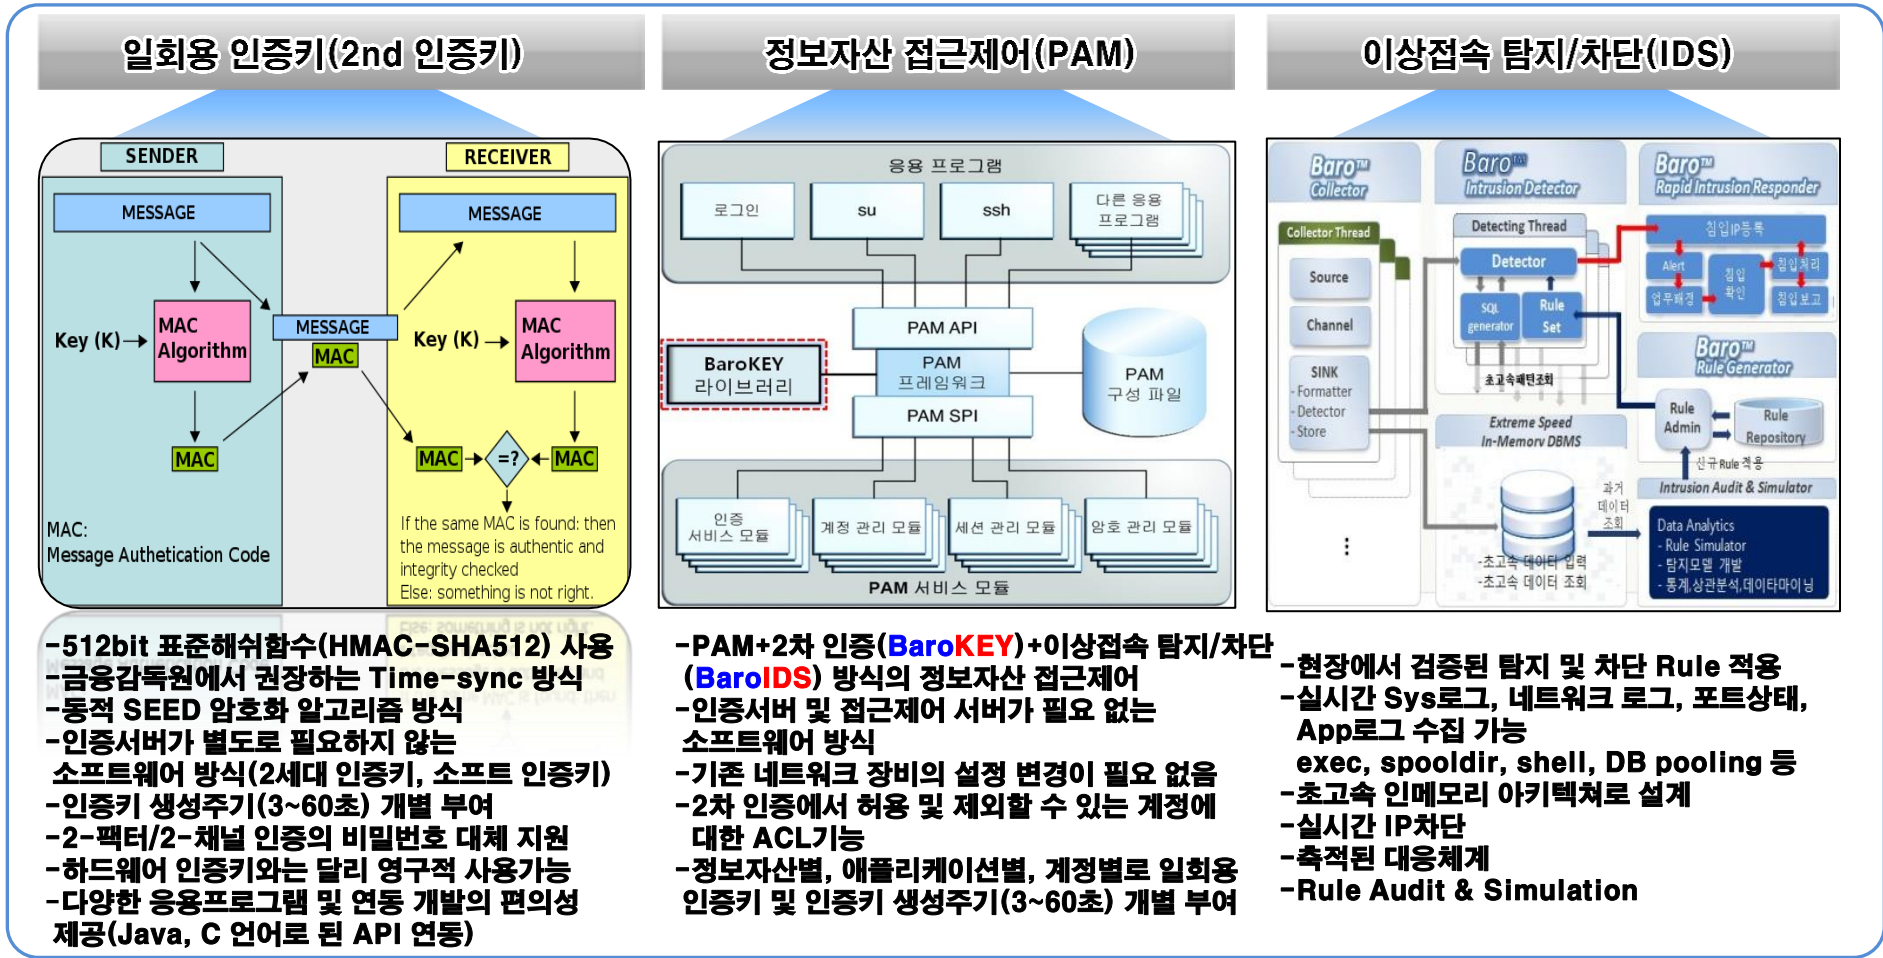 일회용 인증키(2nd 인증키)
SENDER
RECEIVER
MESSAGE
MESSAGE
Key (K)
MAC
Algorithm
MESSAGE
MAC
Key (K)
MAC
Algorithm
MAC
MAC
=?
MAC
MAC:
Message Authetication Code
If the same MAC is found: then
the message is authentic and
integrity checked
Else: something is not right.
-512bit 표준해쉬함수(HMAC-SHA512) 사용
-금융감독원에서 권장하는 Time-sync 방식
-동적 SEED 암호화 알고리즘 방식
-인증서버가 별도로 필요하지 않는
소프트웨어 방식(2세대 인증키, 소프트 인증키)
-인증키 생성주기(3~60초) 개별 부여
-2-팩터/2-채널 인증의 비밀번호 대체 지원
-하드웨어 인증키와는 달리 영구적 사용가능
-다양한 응용프로그램 및 연동 개발의 편의성
제공(Java, C 언어로 된 API 연동)
정보자산 접근제어(PAM)
응용 프로그램
로그인
su
ssh
다른 응용
프로그램
PAM API
BaroKEY
라이브러리
PAM
프레임워크
PAM
구성 파일
PAM SPI
인증
서비스 모듈
계정 관리 모듈
세션 관리 모듈
암호 관리 모듈
PAM 서비스 모듈
-PAM+2차 인증(BaroKEY)+이상접속 탐지/차단
(BaroIDS) 방식의 정보자산 접근제어
-인증서버 및 접근제어 서버가 필요 없는
소프트웨어 방식
-기존 네트워크 장비의 설정 변경이 필요 없음
-2차 인증에서 허용 및 제외할 수 있는 계정에
대한 ACL기능
-정보자산별, 애플리케이션별, 계정별로 일회용
인증키 및 인증키 생성주기(3~60초) 개별 부여
이상접속 탐지/차단(IDS)
Baro™
Collector
Collector Thread
Source
Channel
SINK
- Formatter
- Detector
- Store
Baro™
Intrusion Detector
Detecting Thread
Detector
SQL
generator
Rule
Set
초고속패턴조회
Extreme Speed
In-Memory DBMS
-초고속 데이터 입력
-초고속 데이터 조회
과거
데이터
조회
Baro™
Rapid Intrusion Responder
침입IP등록
Alert
업무배정
침입
확인
침입처리
침입보고
Baro™
Rule Generator
Rule
Admin
Rule
Repository
신규 Rule 적용
Intrusion Audit & Simulator
Data Analytics
- Rule Simulator
- 탐지모델 개발
- 통계,상관분석,데이타마이닝
-현장에서 검증된 탐지 및 차단 Rule 적용
-실시간 Sys로그, 네트워크 로그, 포트상태,
App로그 수집 가능
exec, spooldir, shell, DB pooling 등
-초고속 인메모리 아키텍쳐로 설계
-실시간 IP차단
-축적된 대응체계
-Rule Audit & Simulation